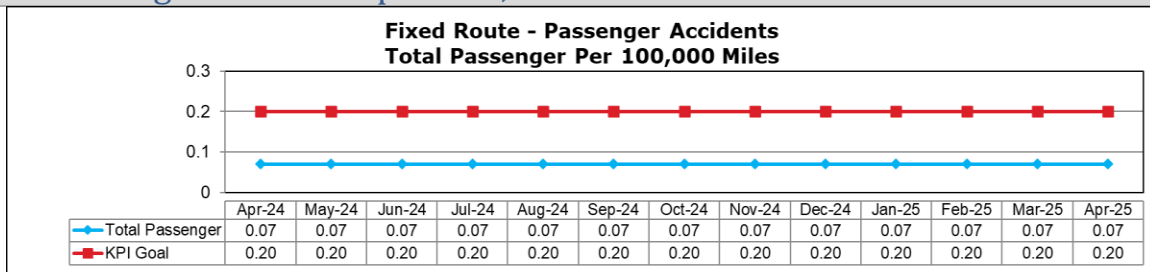 Fixed Route - Passenger Accidents
Total Passenger Per 100,000 Miles
0.3
0.2
0.1
0
Apr-24 May-24 Jun-24 Jul-24 Aug-24 Sep-24 Oct-24 Nov-24 Dec-24 Jan-25 Feb-25 Mar-25 Apr-25
Total Passenger 0.07 0.07 0.07 0.07 0.07 0.07 0.07 0.07 0.07 0.07 0.07 0.07 0.07
KPI Goal 0.20 0.20 0.20 0.20 0.20 0.20 0.20 0.20 0.20 0.20 0.20 0.20 0.20